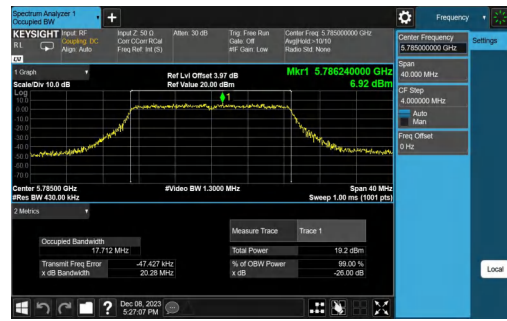 Spectrum Analyzer 1
Occupied BW
+
Frequency
KEYSIGHT
RL
Input: RF
Coupling: DC
Align: Auto
Input Z: 50 Ω
Corr CCorr RCal
Freq Ref: Int (S)
Atten: 30 dB
Trig: Free Run
Gate: Off
#IF Gain: Low
Center Freq: 5.785000000 GHz
Avg|Hold:>10/10
Radio Std: None
LXI
Center Frequency
5.785000000 GHz
Settings
Span
40.000 MHz
CF Step
4.000000 MHz
Auto
Man
Freq Offset
0 Hz
Local
1 Graph
Scale/Div 10.0 dB
Ref Lvl Offset 3.97 dB
Ref Value 20.00 dBm
Mkr1 5.786240000 GHz
6.92 dBm
Log
10.0
0.00
-10.0
-20.0
-30.0
-40.0
-50.0
-60.0
-70.0
1
Center 5.78500 GHz
#Res BW 430.00 kHz
#Video BW 1.3000 MHz
Span 40 MHz
Sweep 1.00 ms (1001 pts)
2 Metrics
Measure Trace
Trace 1
Occupied Bandwidth
17.712 MHz
Total Power
19.2 dBm
Transmit Freq Error
-47.427 kHz
% of OBW Power
99.00 %
x dB Bandwidth
20.28 MHz
x dB
-26.00 dB
?
Dec 08, 2023
5:27:07 PM